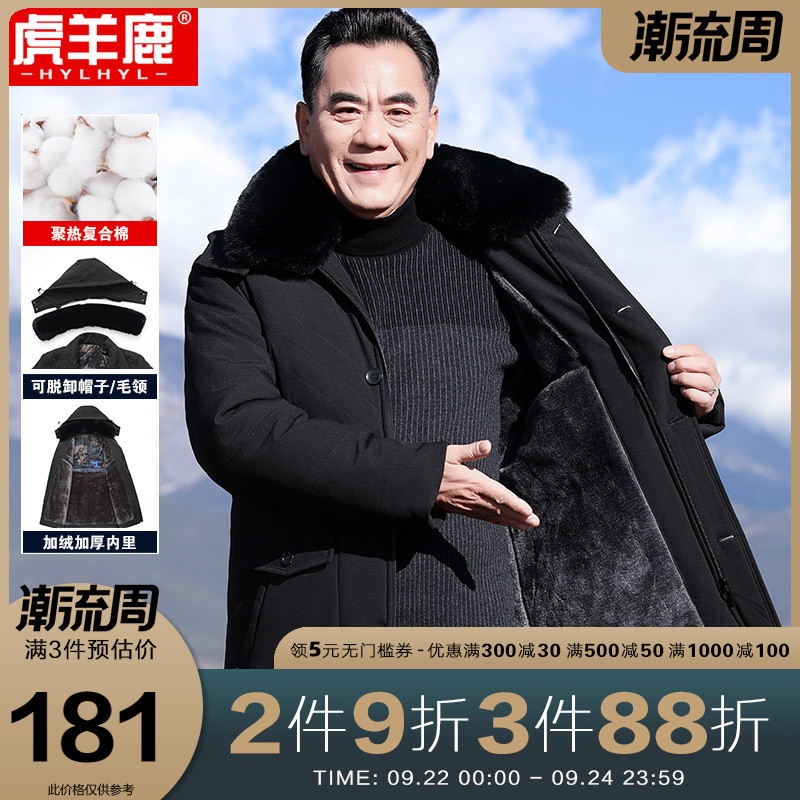 虎羊鹿®
HYLHYL
潮流周
聚热复合棉
可脱卸帽子/毛领
加绒加厚内里
潮流周
满3件预估价
181
此价格仅供参考
领5元无门槛券-优惠满300减30 满500减50 满1000减100
2件9折3件88折
TIME: 09.22 00:00 - 09.24 23:59